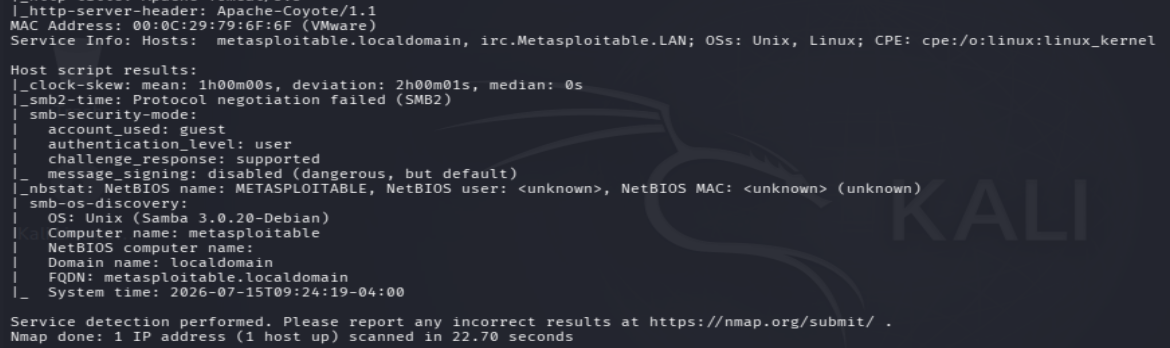 |_http-server-header: Apache-Coyote/1.1
MAC Address: 00:0C:29:79:6F:6F (VMware)
Service Info: Hosts:  metasploitable.localdomain, irc.Metasploitable.LAN; OSs: Unix, Linux; CPE: cpe:/o:linux:linux_kernel

Host script results:
|_clock-skew: mean: 1h00m00s, deviation: 2h00m01s, median: 0s
|_smb2-time: Protocol negotiation failed (SMB2)
| smb-security-mode:
|   account_used: guest
|   authentication_level: user
|   challenge_response: supported
|_  message_signing: disabled (dangerous, but default)
|_nbstat: NetBIOS name: METASPLOITABLE, NetBIOS user: <unknown>, NetBIOS MAC: <unknown> (unknown)
| smb-os-discovery:
|   OS: Unix (Samba 3.0.20-Debian)
|   Computer name: metasploitable
|   NetBIOS computer name:
|   Domain name: localdomain
|   FQDN: metasploitable.localdomain
|_  System time: 2026-07-15T09:24:19-04:00

Service detection performed. Please report any incorrect results at https://nmap.org/submit/ .
Nmap done: 1 IP address (1 host up) scanned in 22.70 seconds
KALI